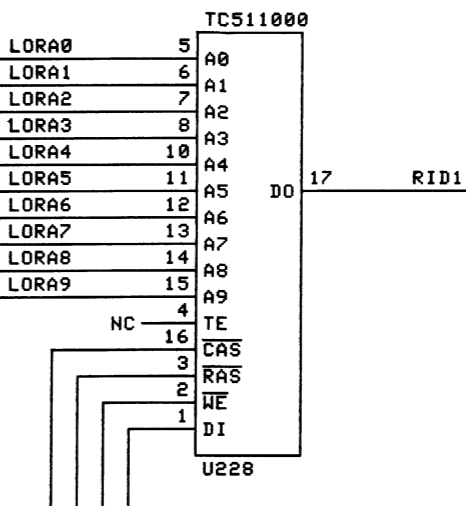 TC511000
LORA0 5 A0
LORA1 6 A1
LORA2 7 A2
LORA3 8 A3
LORA4 10 A4
LORA5 11 A5 DO 17 RID1
LORA6 12 A6
LORA7 13 A7
LORA8 14 A8
LORA9 15 A9
NC 4 TE
16 CAS
3 RAS
2 WE
1 DI
U228